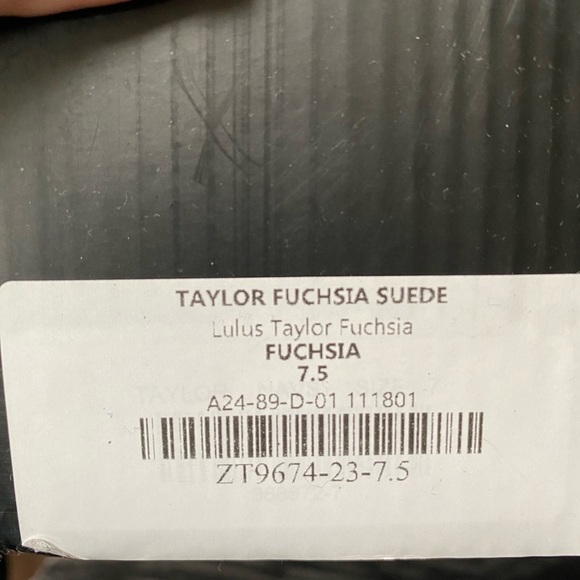 TAYLOR FUCHSIA SUEDE
Lulus Taylor Fuchsia
FUCHSIA
7.5
A24-89-D-01 111801
ZT9674-23-7.5